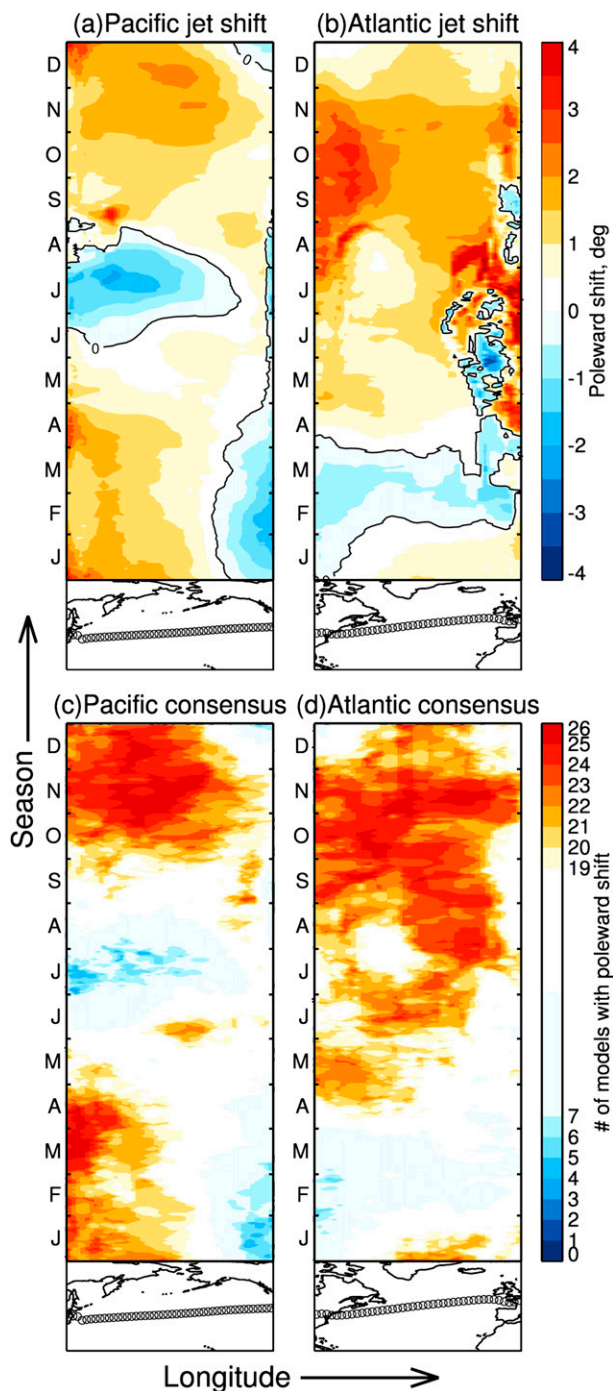 (a)Pacific jet shift (b)Atlantic jet shift
D
N
O
S
A
J
J
M
A
M
F
J
0
0
0
4
3
2
1
0
-1
-2
-3
-4
Poleward shift, deg
Season
(c)Pacific consensus (d)Atlantic consensus
D
N
O
S
A
J
J
M
A
M
F
J
26
25
24
23
22
21
20
19
7
6
5
4
3
2
1
0
# of models with poleward shift
Longitude